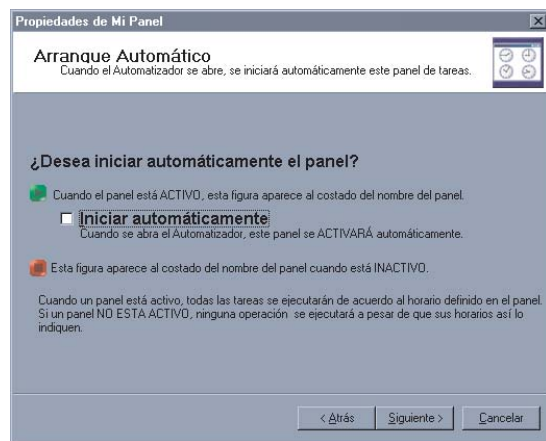 Propiedades de Mi Panel
Arranque Automático
Cuando el Automatizador se abre, se iniciará automáticamente este panel de tareas.
¿Desea iniciar automáticamente el panel?
Cuando el panel está ACTIVO, esta figura aparece al costado del nombre del panel.
Iniciar automáticamente
Cuando se abra el Automatizador, este panel se ACTIVARÁ automáticamente.
Esta figura aparece al costado del nombre del panel cuando está INACTIVO.
Cuando un panel está activo, todas las tareas se ejecutarán de acuerdo al horario definido en el panel.
Si un panel NO ESTA ACTIVO, ninguna operación se ejecutará a pesar de que sus horarios así lo
indiquen.
< Atrás Siguiente > Cancelar